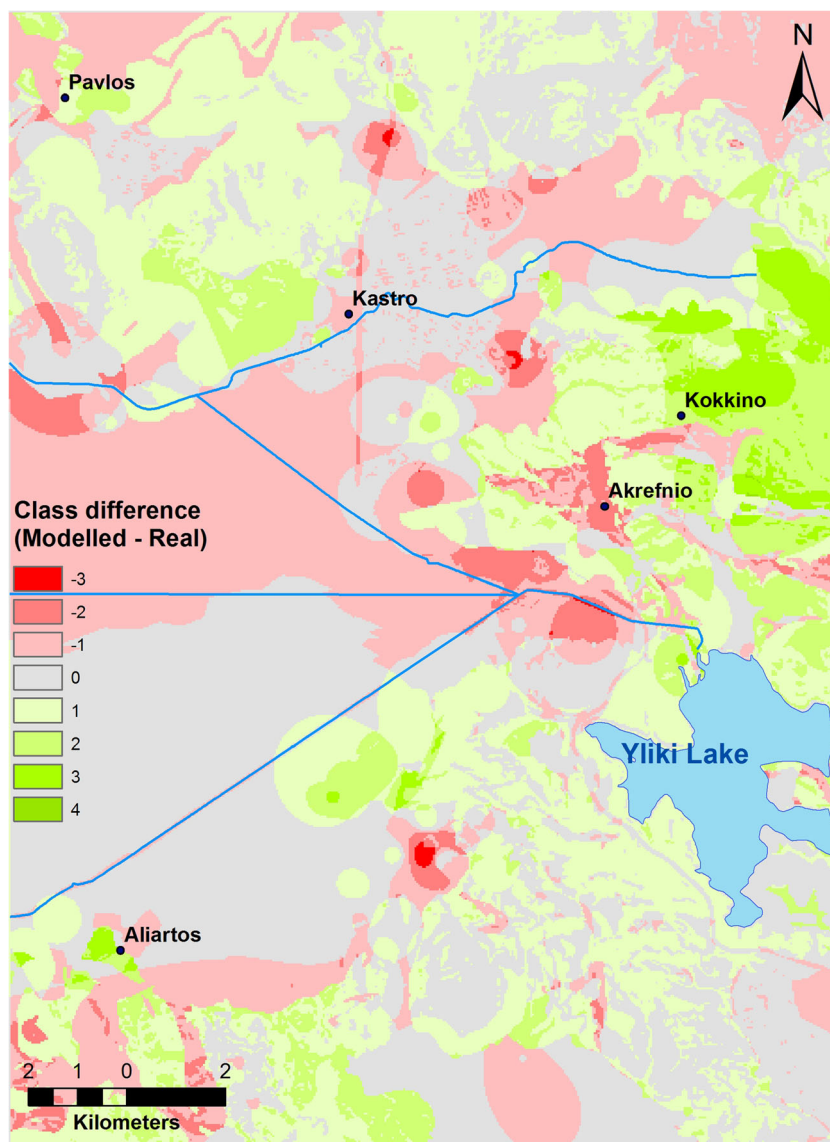 N
Pavlos
Kastro
Kokkino
Akrefnio
Class difference
(Modelled - Real)
-3
-2
-1
0
1
2
3
4
Yliki Lake
Aliartos
2 1 0 2
Kilometers